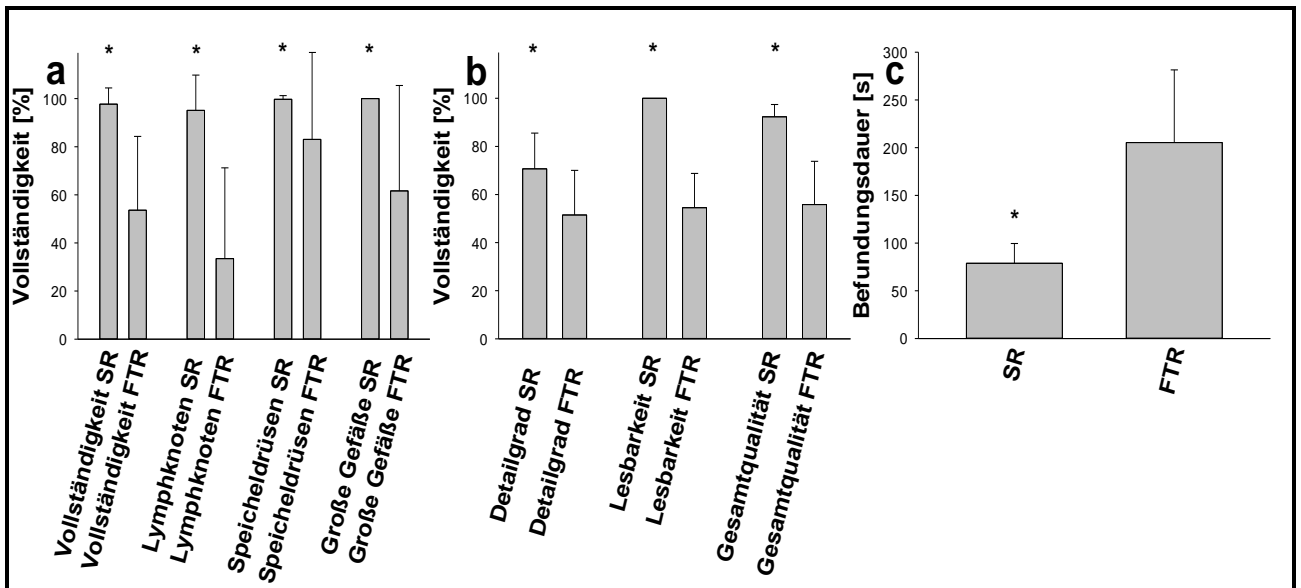 a
* * * *
Vollständigkeit [%]
100
80
60
40
20
0
Vollständigkeit SR
Vollständigkeit FTR
Lymphknoten SR
Lymphknoten FTR
Speicheldrüsen SR
Speicheldrüsen FTR
Große Gefäße SR
Große Gefäße FTR
b
* * *
Vollständigkeit [%]
100
80
60
40
20
0
Detailgrad SR
Detailgrad FTR
Lesbarkeit SR
Lesbarkeit FTR
Gesamtqualität SR
Gesamtqualität FTR
c
*
Befundungsdauer [s]
300
250
200
150
100
50
0
SR
FTR